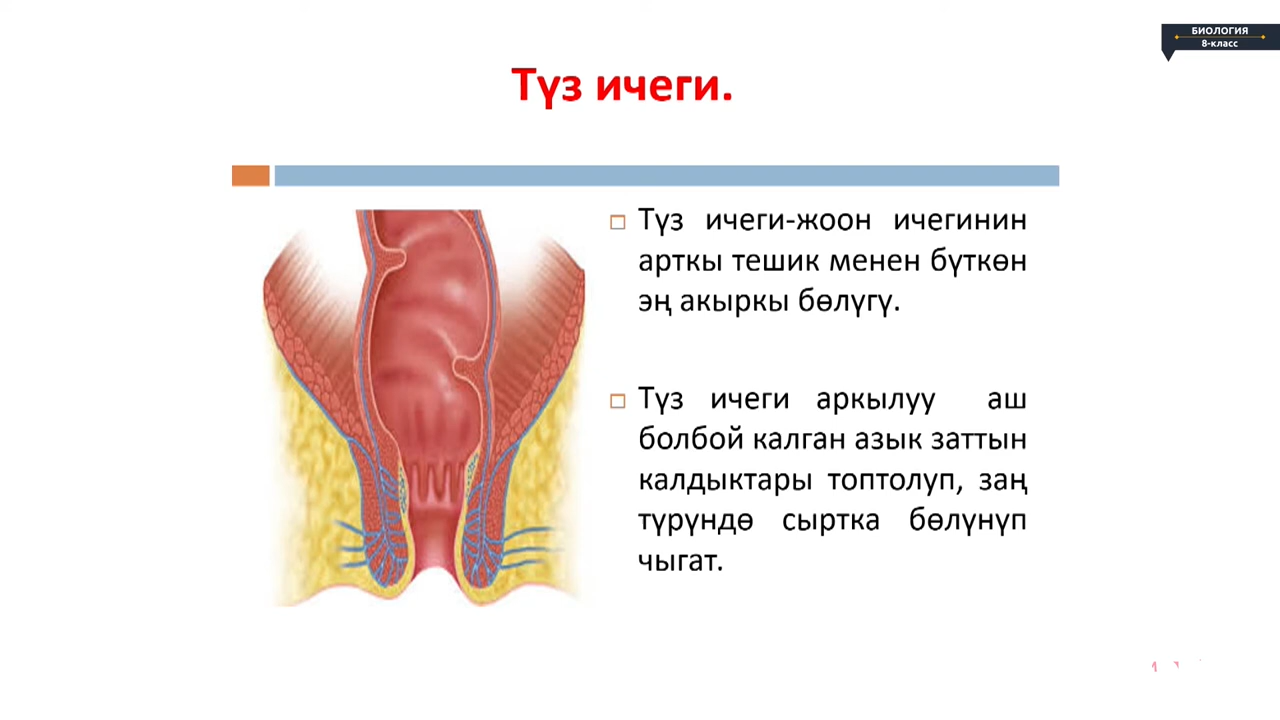 БИОЛОГИЯ
8-класс
Түз ичеги.
Түз ичеги-жоон ичегинин
арткы тешик менен бүткөн
эң акыркы бөлүгү.
Түз ичеги аркылуу аш
болбой калган азык заттын
калдыктары топтолуп, заң
түрүндө сыртка бөлүнүп
чыгат.